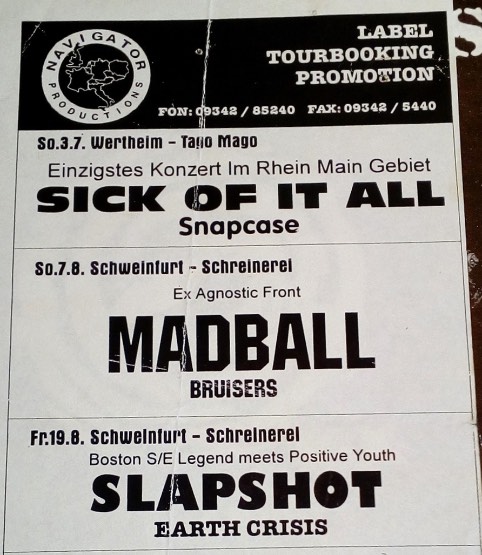 NAVIGATOR
PRODUCTIONS
LABEL
TOURBOOKING
PROMOTION
FON: 09342 / 85240 FAX: 09342 / 5440
So.3.7. Wertheim – Tago Mago
Einzigstes Konzert Im Rhein Main Gebiet
SICK OF IT ALL
Snapcase
So.7.8. Schweinfurt – Schreinerei
Ex Agnostic Front
MADBALL
BRUISERS
Fr.19.8. Schweinfurt – Schreinerei
Boston S/E Legend meets Positive Youth
SLAPSHOT
EARTH CRISIS